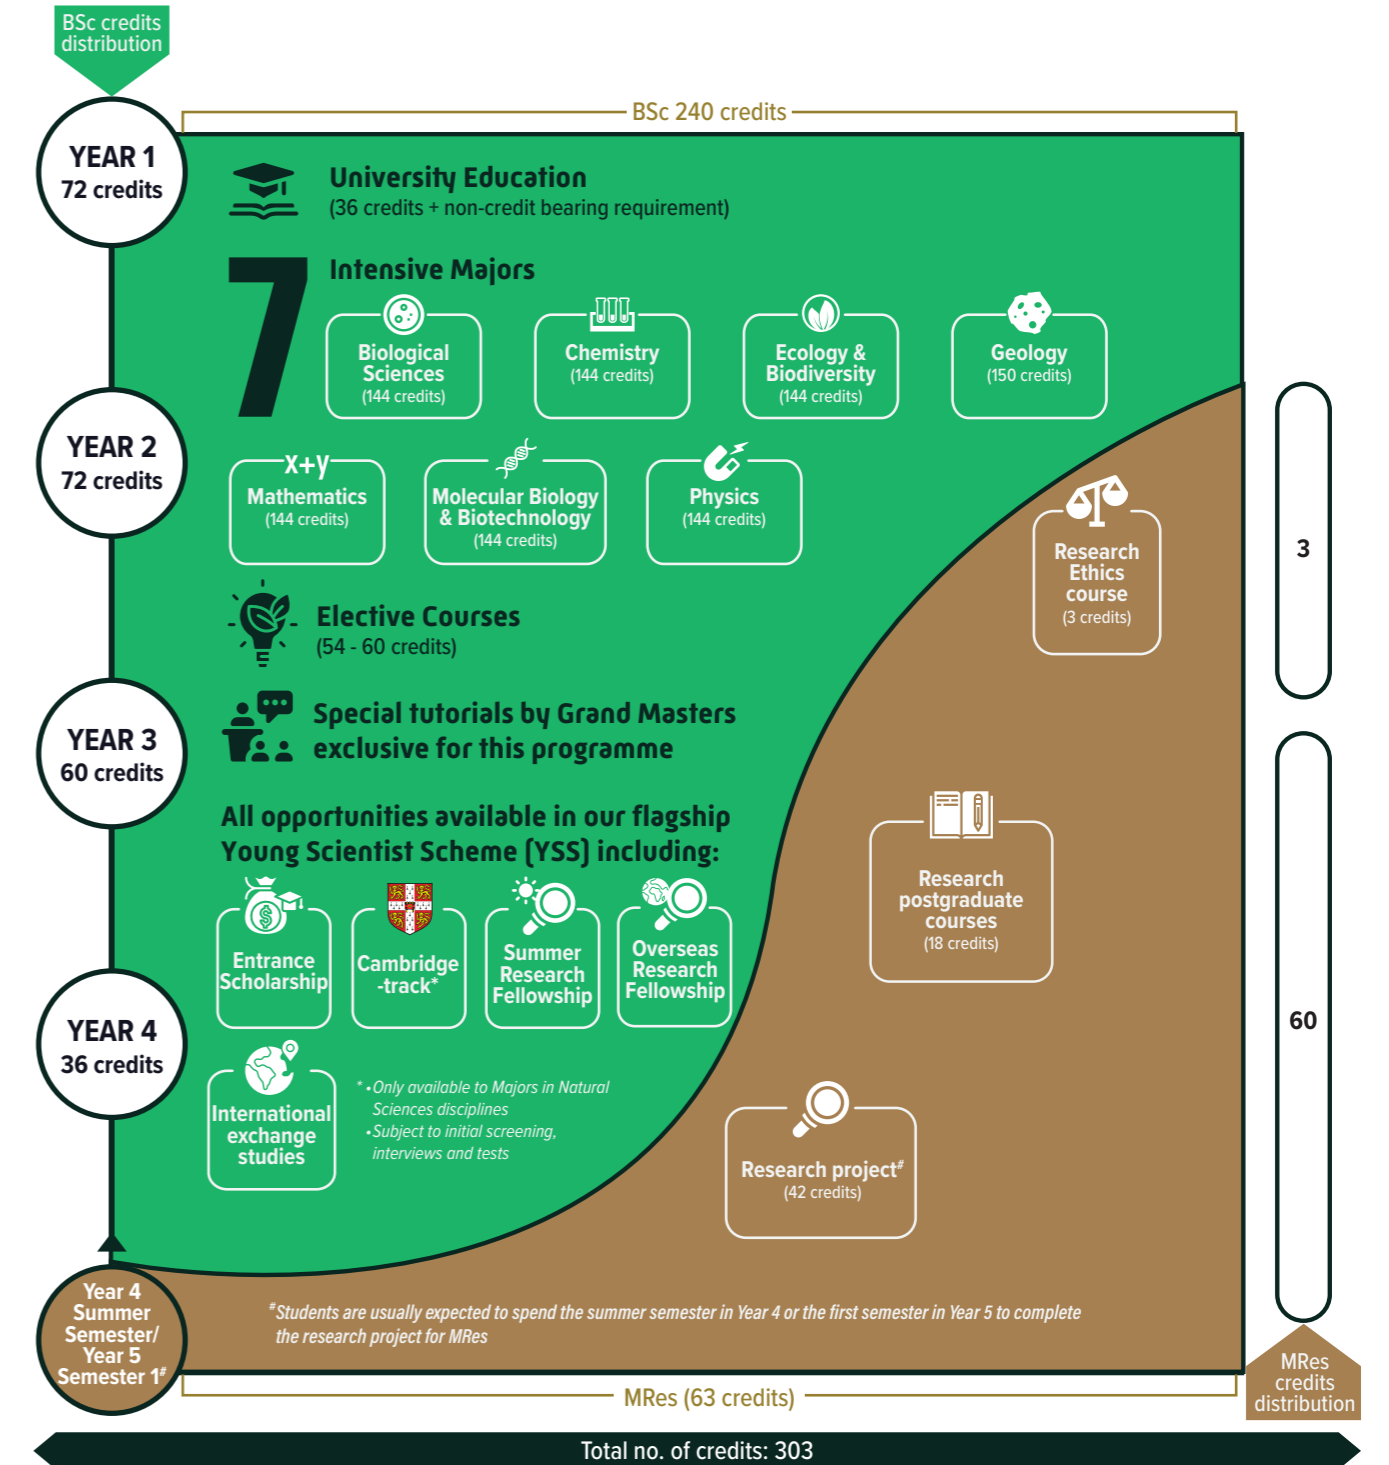 BSc credits
distribution
BSc 240 credits
YEAR 1
72 credits
University Education
(36 credits + non-credit bearing requirement)
7
Intensive Majors
Biological
Sciences
(144 credits)
Chemistry
(144 credits)
Ecology &
Biodiversity
(144 credits)
Geology
(150 credits)
YEAR 2
72 credits
x+y
Mathematics
(144 credits)
Molecular Biology
& Biotechnology
(144 credits)
Physics
(144 credits)
Research
Ethics
course
(3 credits)
3
Elective Courses
(54 - 60 credits)
YEAR 3
60 credits
Special tutorials by Grand Masters
exclusive for this programme
All opportunities available in our flagship
Young Scientist Scheme (YSS) including:
$
Entrance
Scholarship
Cambridge
-track*
Summer
Research
Fellowship
Overseas
Research
Fellowship
Research
postgraduate
courses
(18 credits)
60
YEAR 4
36 credits
International
exchange
studies
* • Only available to Majors in Natural
Sciences disciplines
• Subject to initial screening,
interviews and tests
Research project#
(42 credits)
Year 4
Summer
Semester/
Year 5
Semester 1#
#Students are usually expected to spend the summer semester in Year 4 or the first semester in Year 5 to complete
the research project for MRes
MRes
credits
distribution
MRes (63 credits)
Total no. of credits: 303